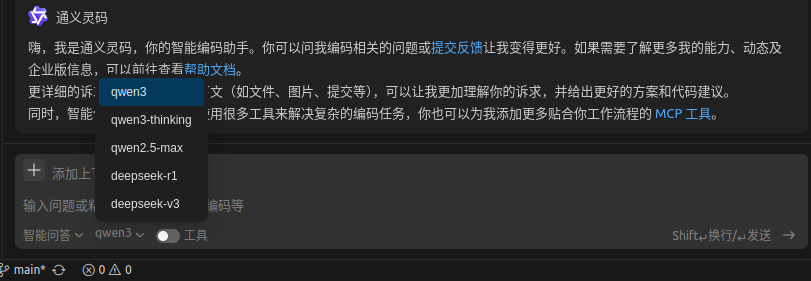 通义灵码
嗨，我是通义灵码，你的智能编码助手。你可以问我编码相关的问题或提交反馈让我变得更好。如果需要了解更多我的能力、动态及
企业版信息，可以前往查看帮助文档。
更详细的诉 下文（如文件、图片、提交等），可以让我更加理解你的诉求，并给出更好的方案和代码建议。
同时，智能 使用很多工具来解决复杂的编码任务，你也可以为我添加更多贴合你工作流程的 MCP 工具。
qwen3
qwen3-thinking
qwen2.5-max
deepseek-r1
deepseek-v3
添加上
输入问题或 编码等
智能问答 qwen3 工具 Shift↵换行/↵发送
main* 0 0